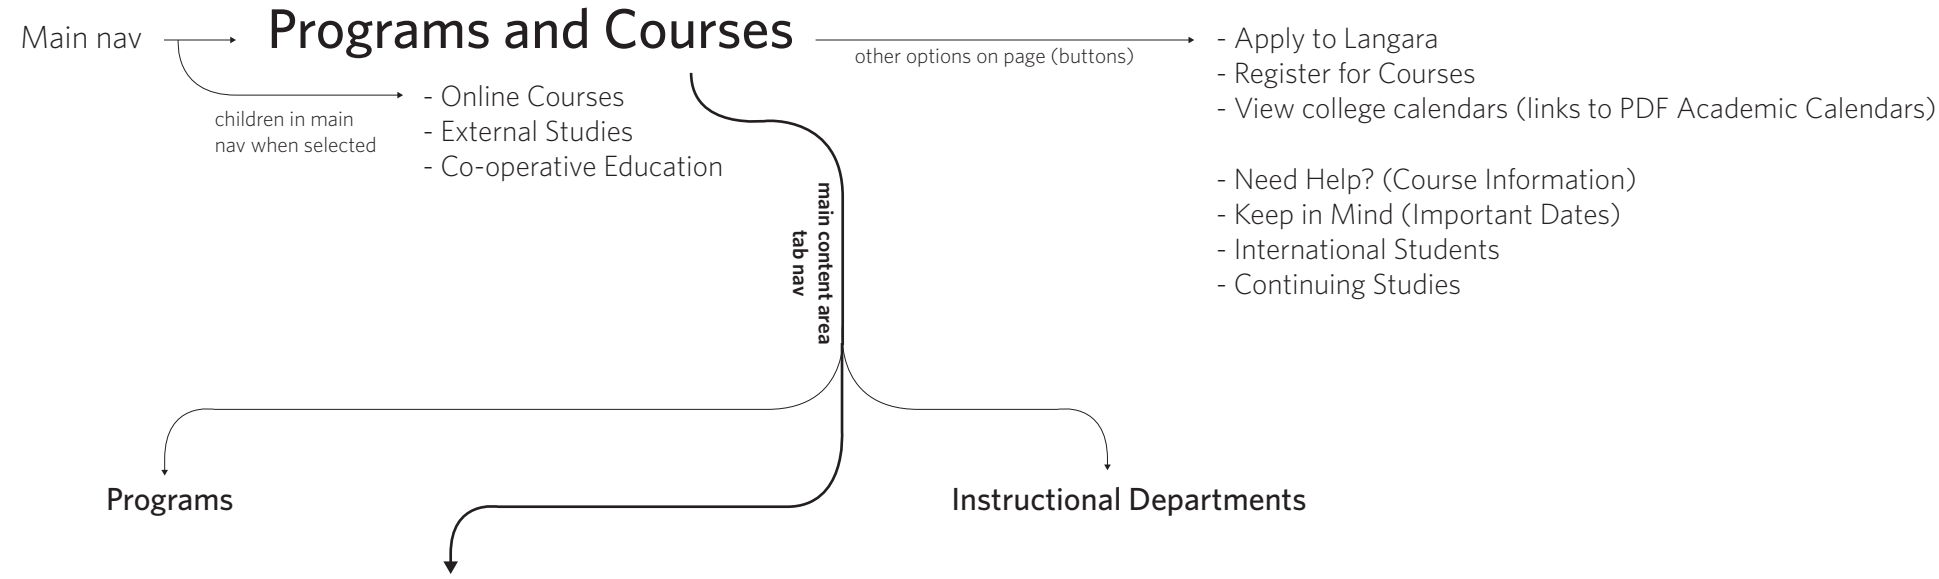 Main nav
Programs and Courses
other options on page (buttons)
- Apply to Langara
- Register for Courses
- View college calendars (links to PDF Academic Calendars)
- Need Help? (Course Information)
- Keep in Mind (Important Dates)
- International Students
- Continuing Studies
children in main
nav when selected
- Online Courses
- External Studies
- Co-operative Education
main content area
tab nav
Programs
Instructional Departments